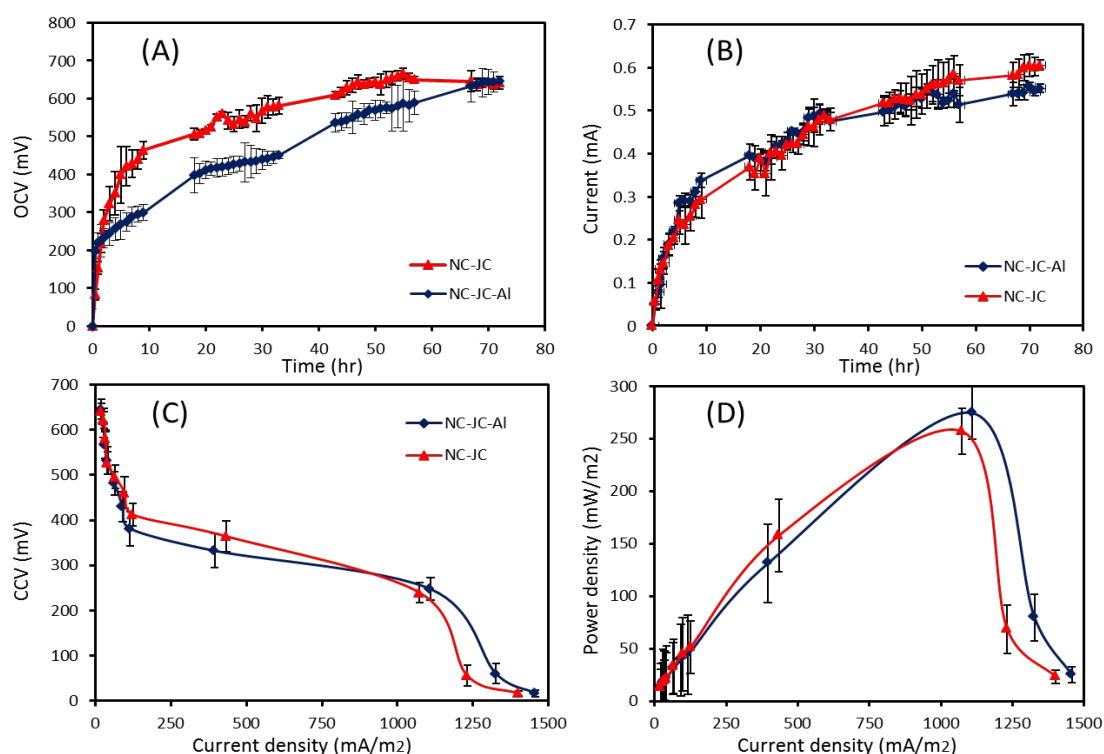 (A)
OCV (mV)
800
700
600
500
400
300
200
100
0
0 10 20 30 40 50 60 70 80
Time (hr)
NC-JC
NC-JC-Al
(B)
Current (mA)
0.7
0.6
0.5
0.4
0.3
0.2
0.1
0
0 10 20 30 40 50 60 70 80
Time (hr)
NC-JC-Al
NC-JC
(C)
CCV (mV)
700
600
500
400
300
200
100
0
0 250 500 750 1000 1250 1500
Current density (mA/m2)
NC-JC-Al
NC-JC
(D)
Power density (mW/m2)
300
250
200
150
100
50
0
0 250 500 750 1000 1250 1500
Current density (mA/m2)